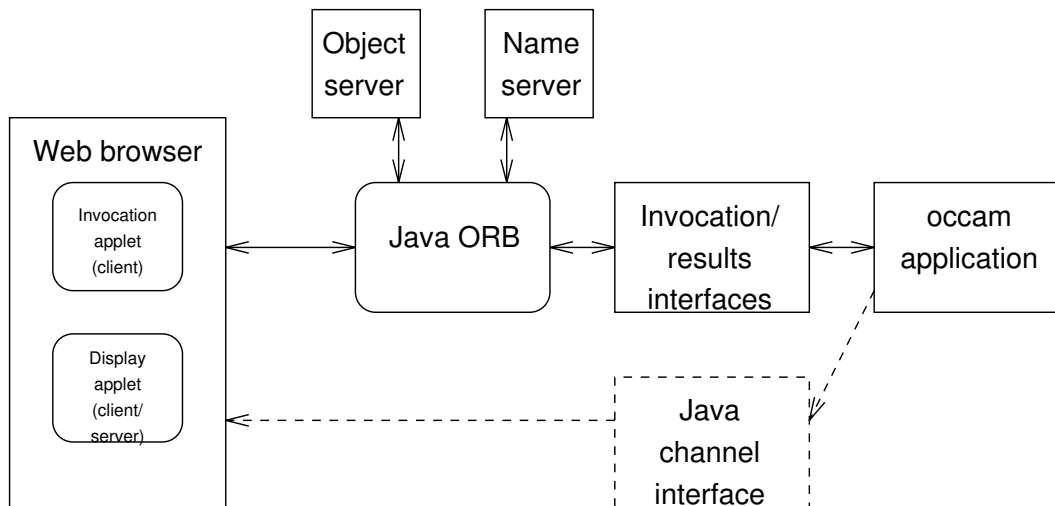 Object
server
Name
server
Web browser
Invocation
applet
(client)
Java ORB
Invocation/
results
interfaces
occam
application
Display
applet
(client/
server)
Java
channel
interface